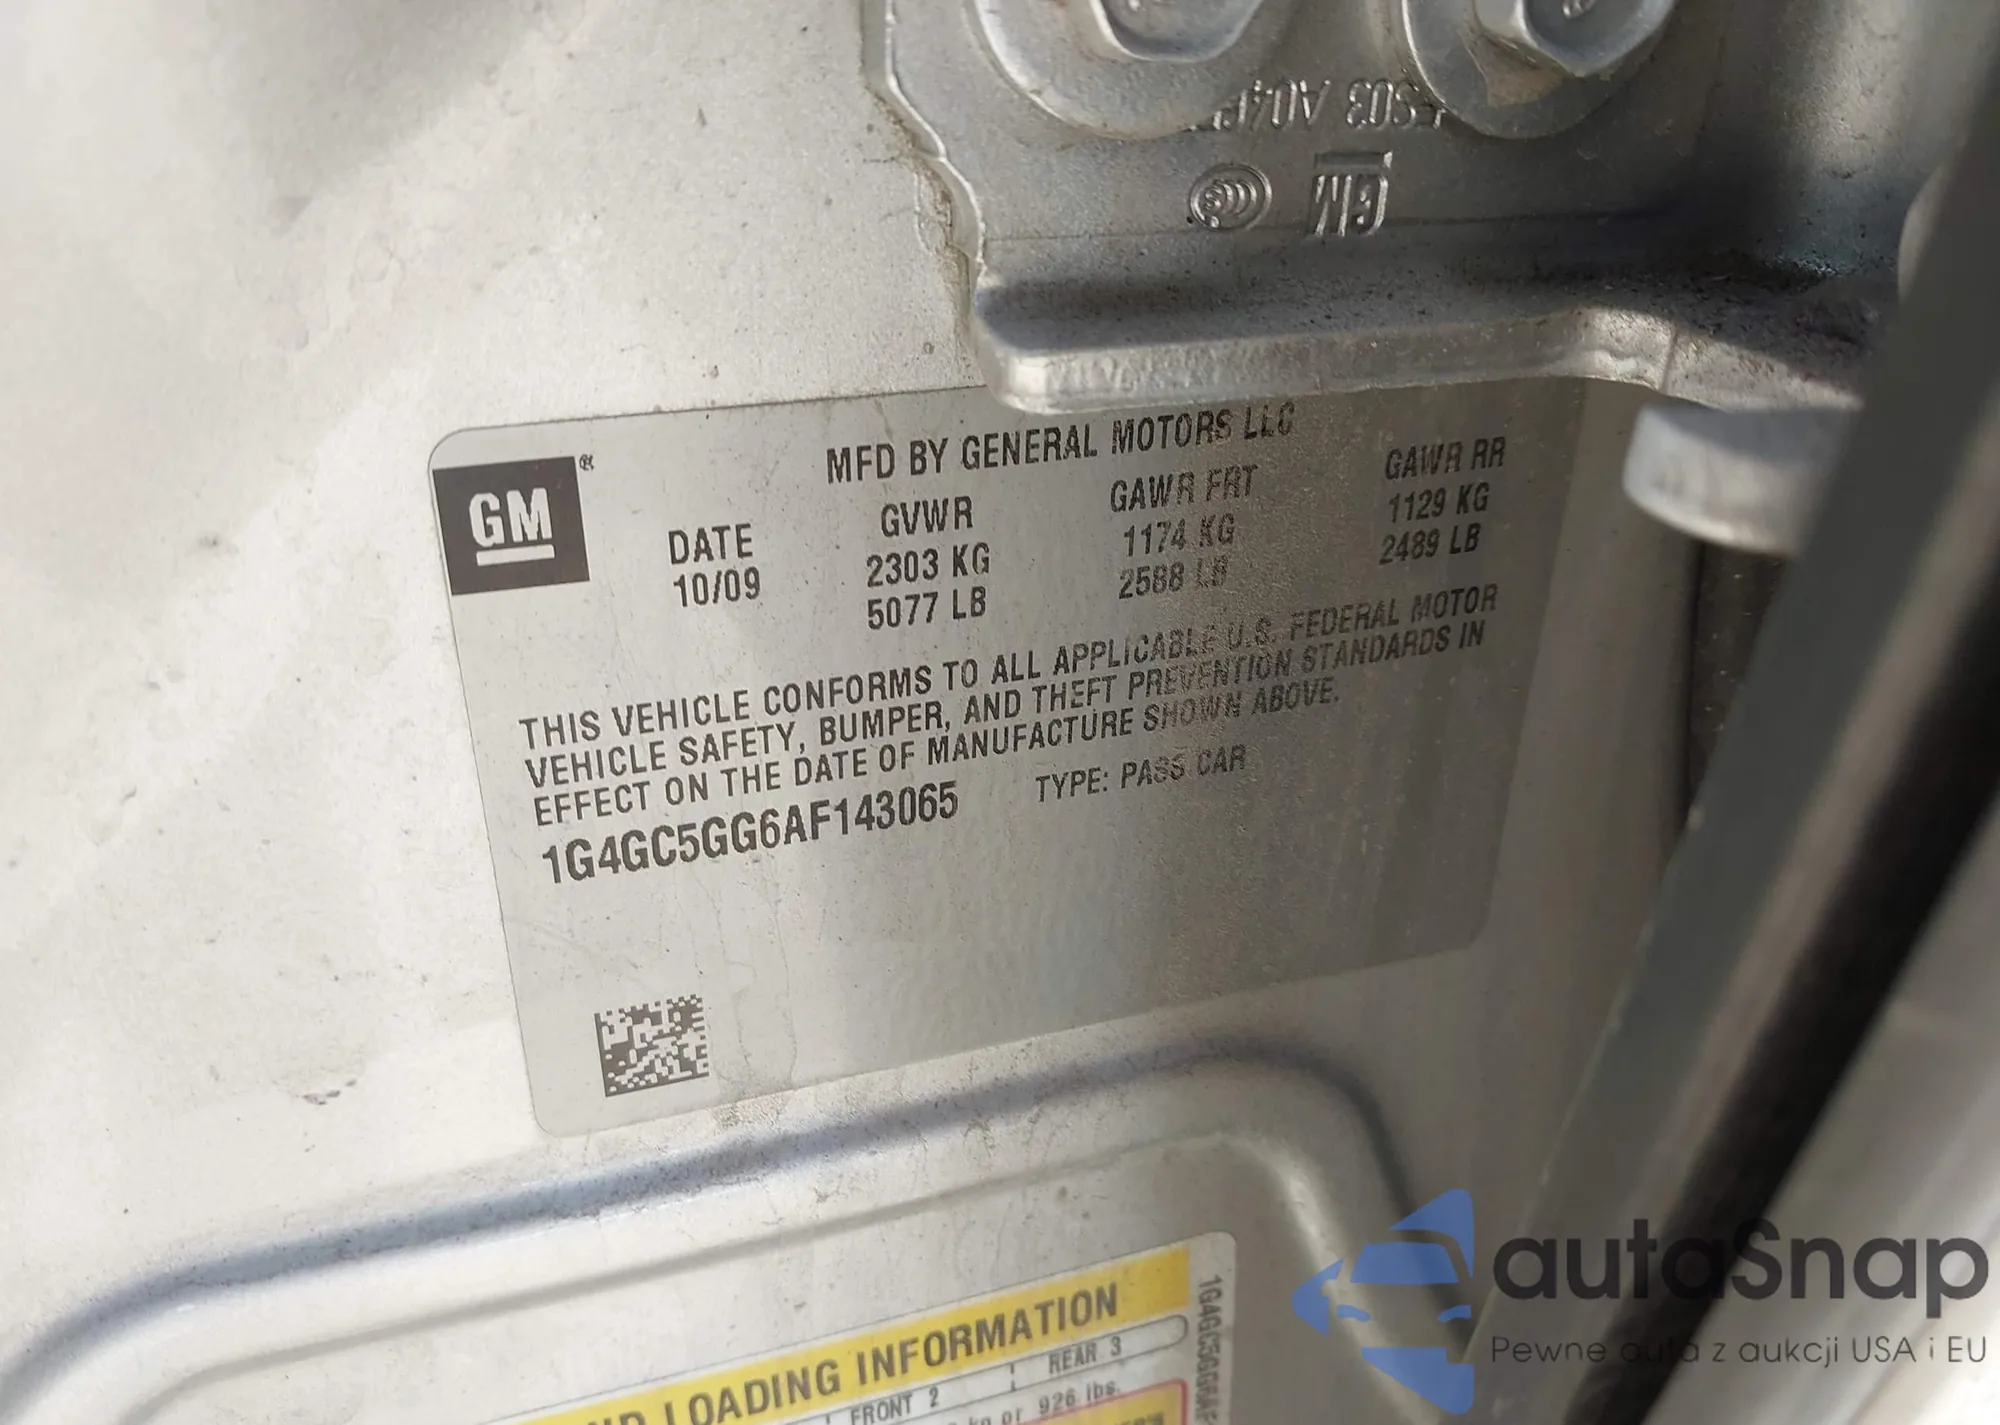 GM
MFD BY GENERAL MOTORS LLC
DATE GVWR GAWR FRT GAWR RR
10/09 2303 KG 1174 KG 1129 KG
5077 LB 2588 LB 2489 LB
THIS VEHICLE CONFORMS TO ALL APPLICABLE U.S. FEDERAL MOTOR
VEHICLE SAFETY, BUMPER, AND THEFT PREVENTION STANDARDS IN
EFFECT ON THE DATE OF MANUFACTURE SHOWN ABOVE.
1G4GC5GG6AF143065 TYPE: PASS CAR
GM
LOADING INFORMATION
FRONT 2 REAR 3
kg or 926 lbs.
1G4GC5GG6AF
autaSnap
Pewne auta z aukcji USA i EU